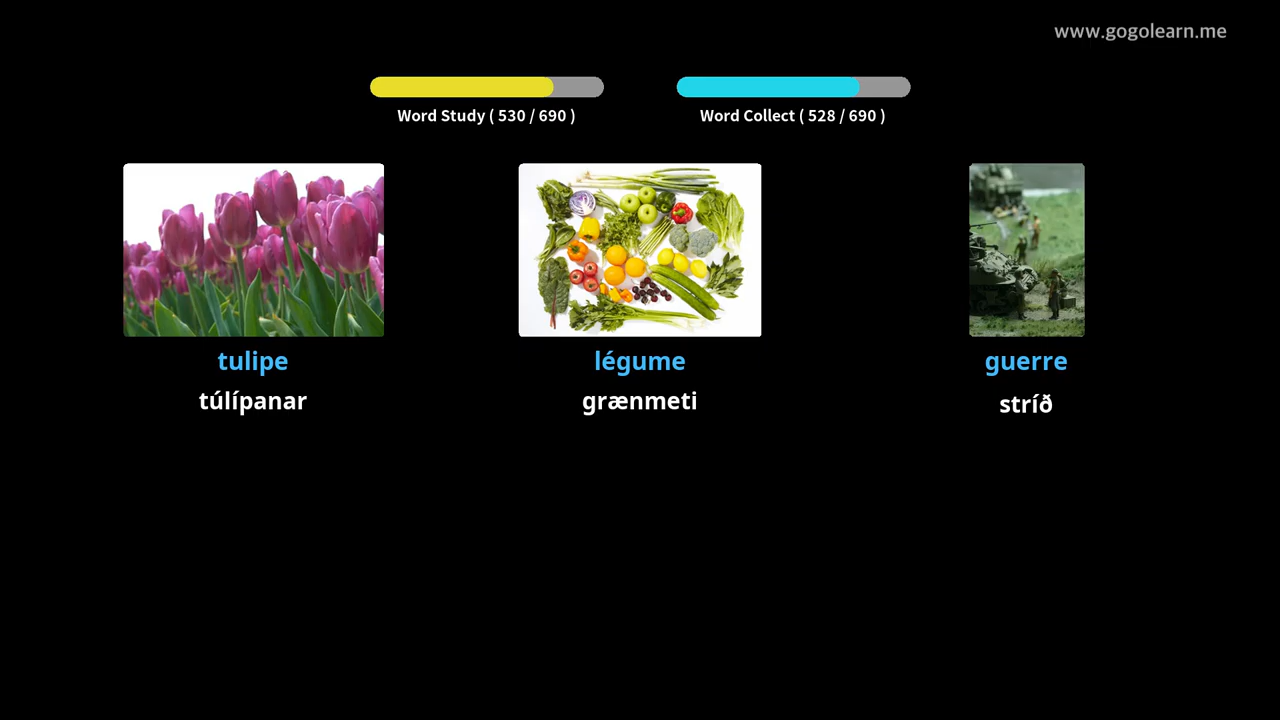 www.gogolearn.me
Word Study ( 530 / 690 )
Word Collect ( 528 / 690 )
tulipe
légume
guerre
túlípanar
grænmeti
stríð